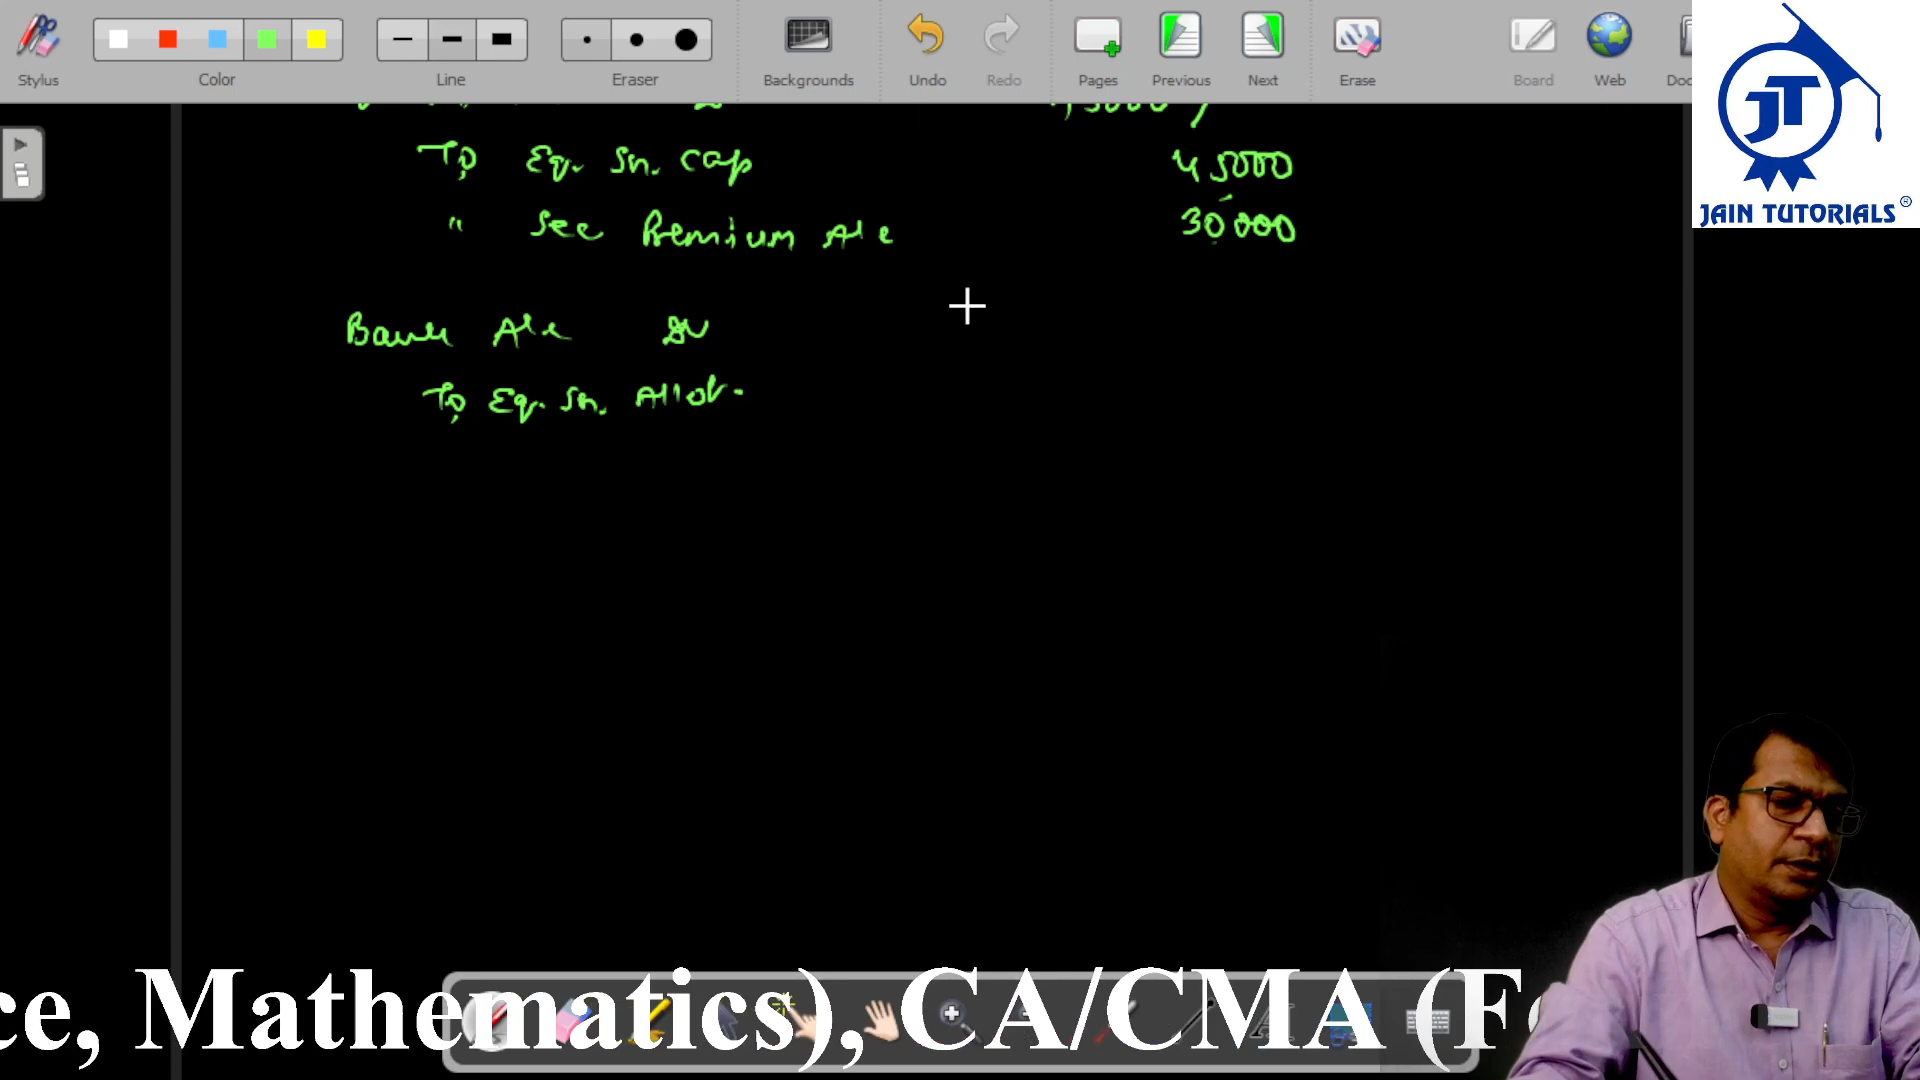 Stylus
Color
Line
Eraser
Backgrounds
Undo
Redo
Pages
Previous
Next
Erase
Board
Web
JT
JAIN TUTORIALS®
To Eq. Sh. Cap 45000
" Sec Premium A/c 30000
Bank A/c Dr
To Eq. Sh. Allot.
ce, Mathematics), CA/CMA (F